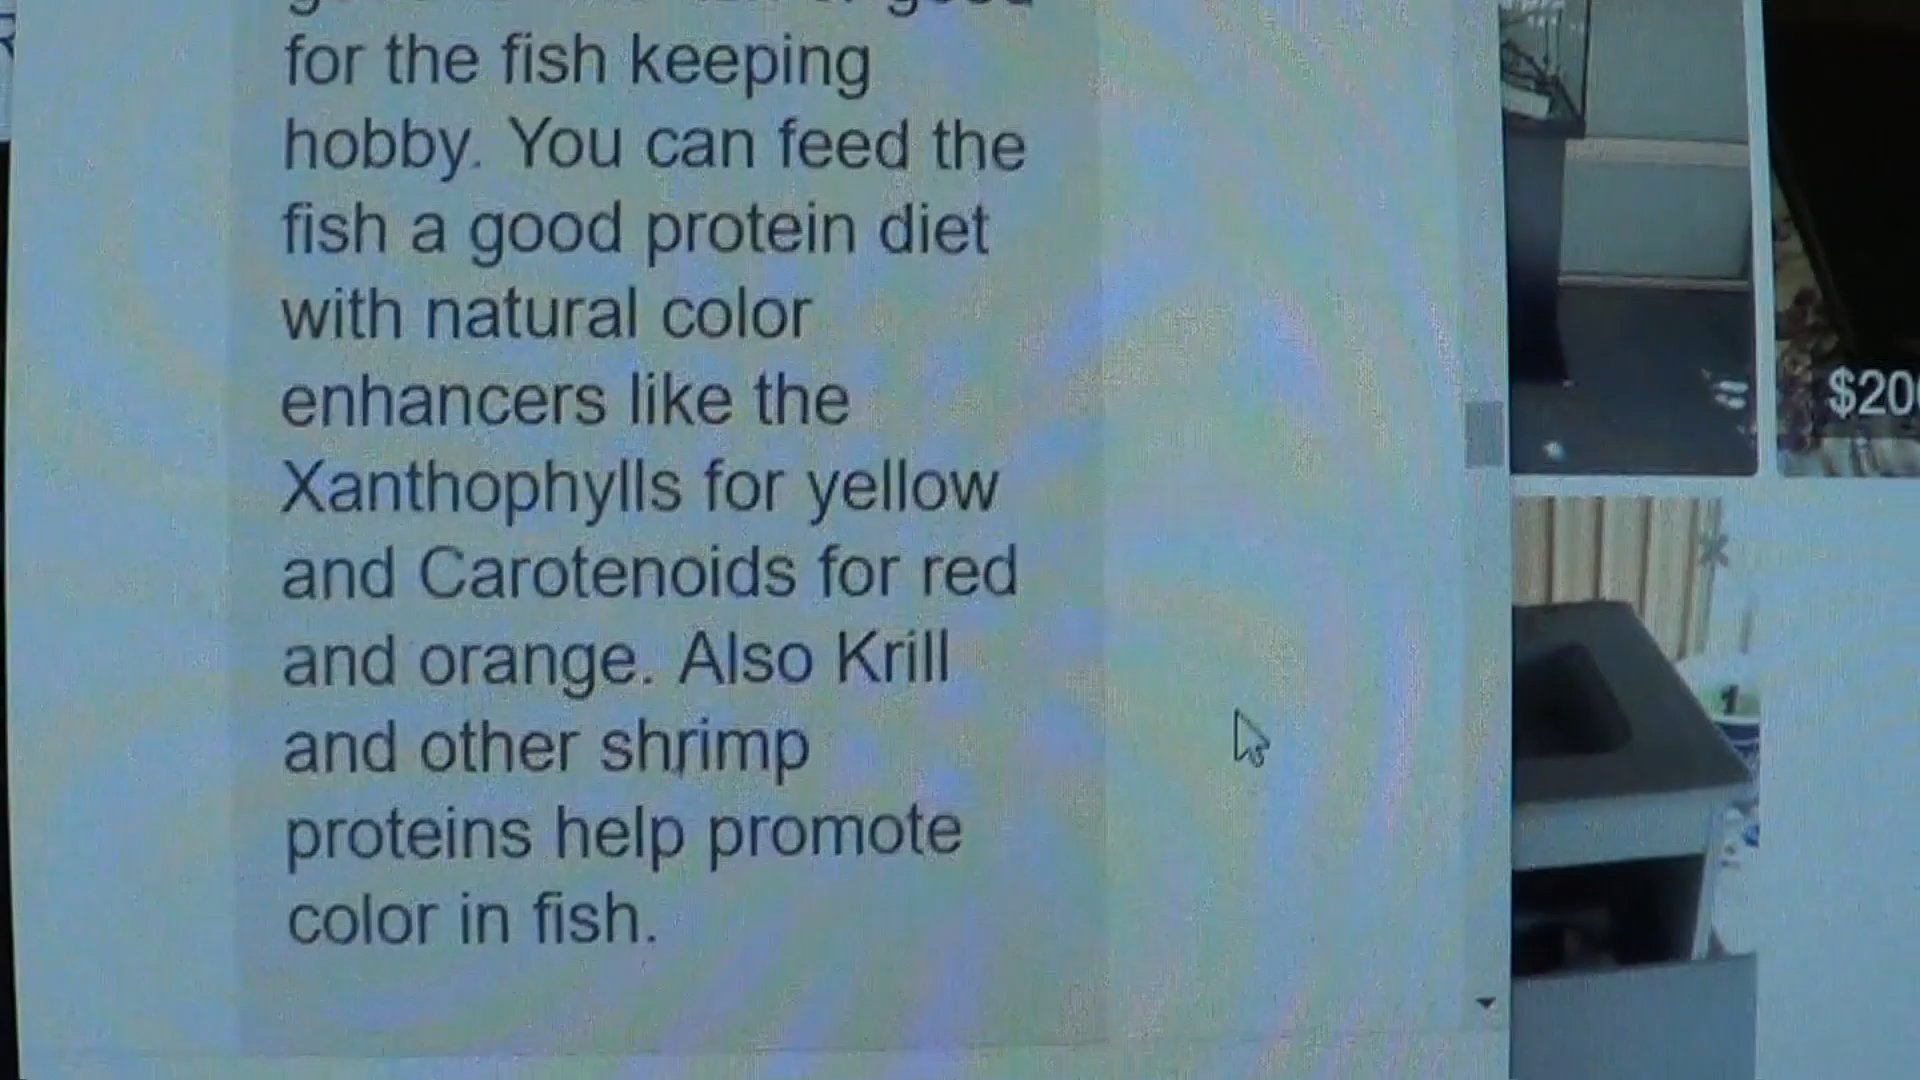 for the fish keeping
hobby. You can feed the
fish a good protein diet
with natural color
enhancers like the
Xanthophylls for yellow
and Carotenoids for red
and orange. Also Krill
and other shrimp
proteins help promote
color in fish.